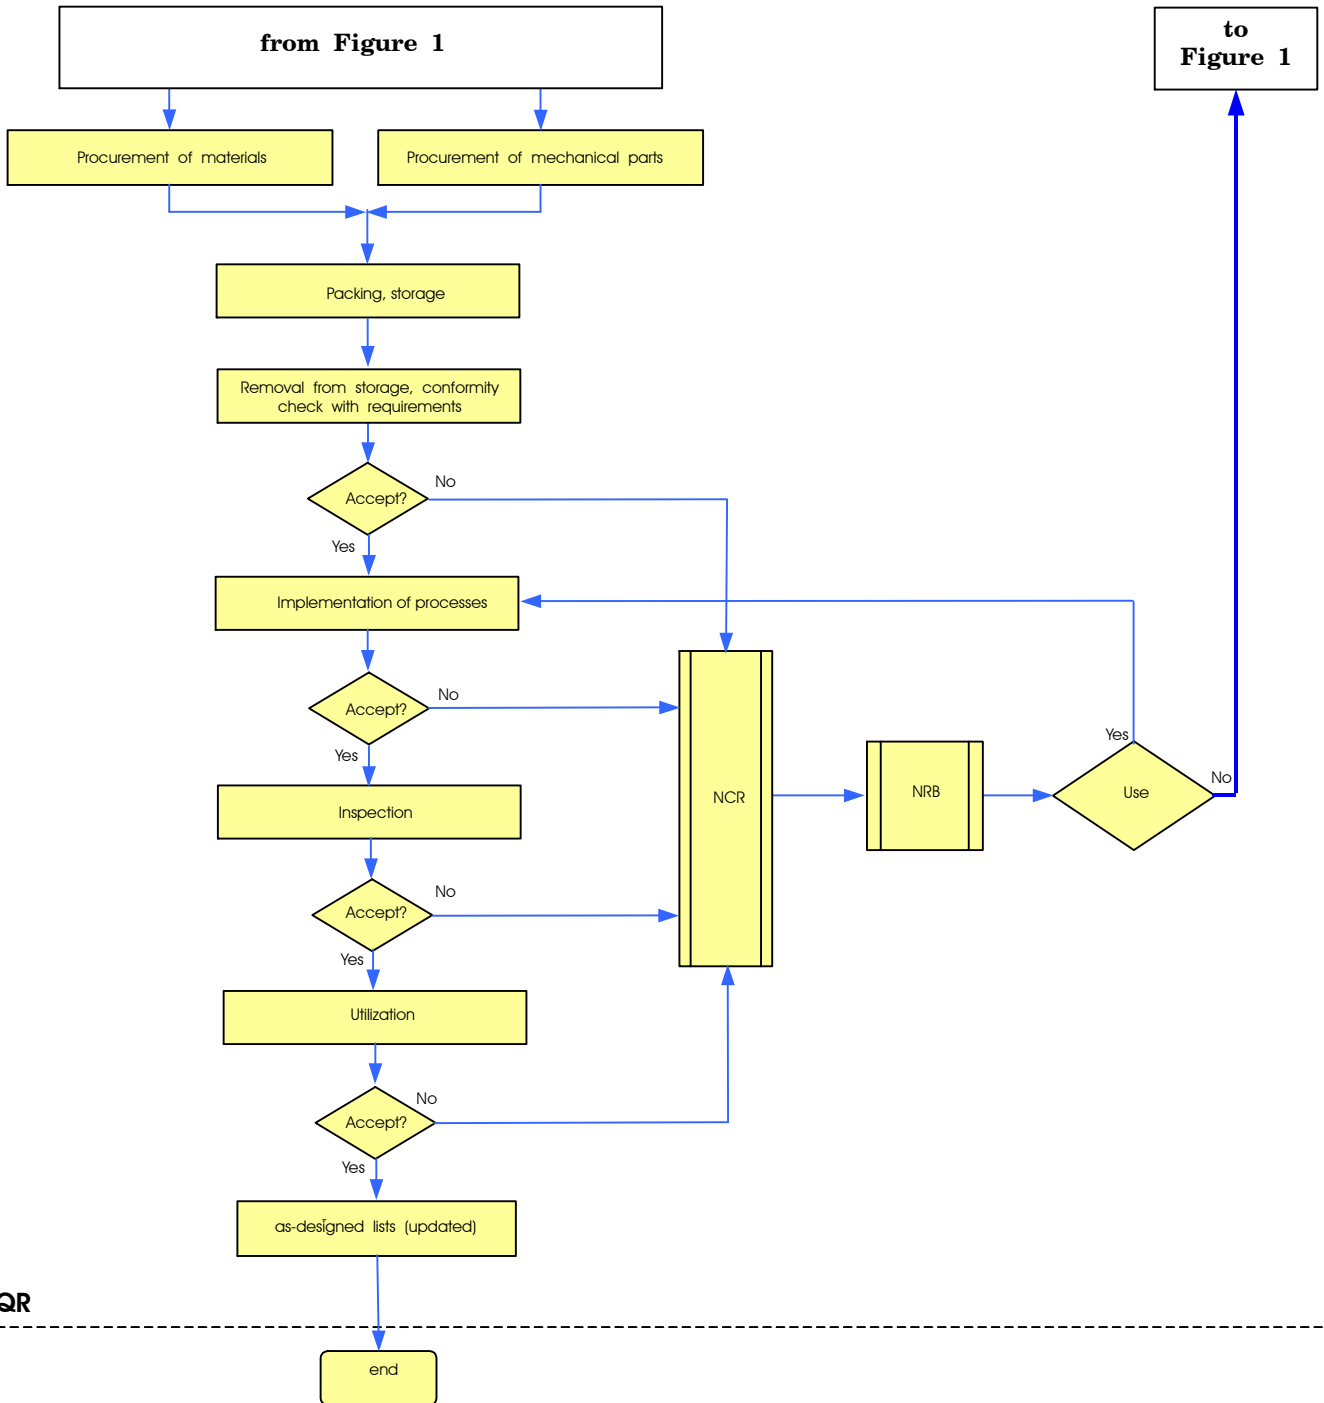 from Figure 1
to
Figure 1
Procurement of materials
Procurement of mechanical parts
Packing, storage
Removal from storage, conformity
check with requirements
Accept?
No
Yes
Implementation of processes
Accept?
No
Yes
Inspection
NCR
NRB
Use
Yes
No
Accept?
No
Yes
Utilization
Accept?
No
Yes
as-designed lists (updated)
QR
end